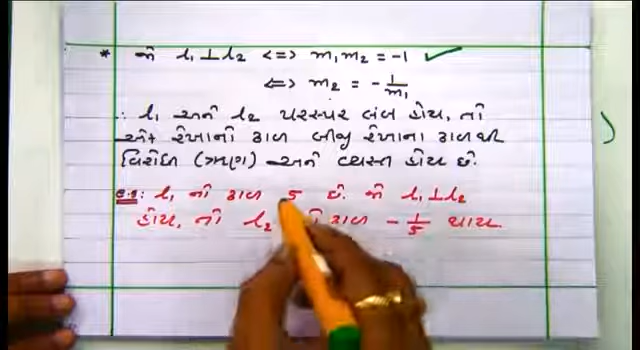 * જો l₁ ⊥ l₂ <=> m₁m₂ = -1
<=> m₂ = -1/m₁
∴ l₁ અને l₂ પરસ્પર લંબ હોય, તો
એક રેખાનો ઢાળ બીજી રેખાના ઢાળથી
વિરોધિ (ઋણ) અને વ્યસ્ત હોય છે.
e.g: l₁ નો ઢાળ 5 છે. જો l₁ ⊥ l₂
હોય, તો l₂ નો ઢાળ -1/5 થાય.